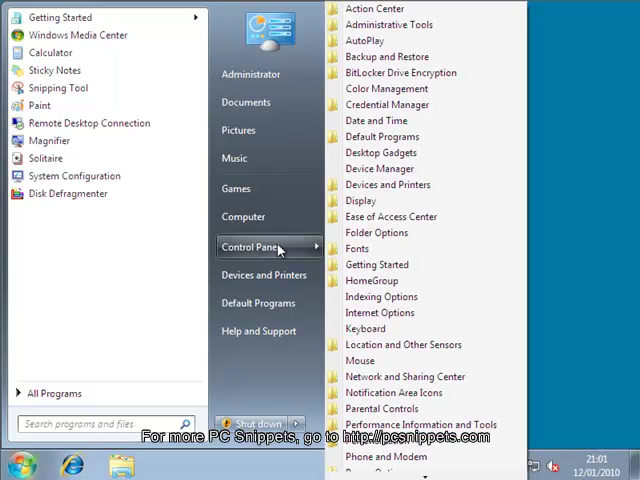 Getting Started
Windows Media Center
Calculator
Sticky Notes
Snipping Tool
Paint
Remote Desktop Connection
Magnifier
Solitaire
System Configuration
Disk Defragmenter
All Programs
Search programs and files
Administrator
Documents
Pictures
Music
Games
Computer
Control Panel
Devices and Printers
Default Programs
Help and Support
Shut down
Action Center
Administrative Tools
AutoPlay
Backup and Restore
BitLocker Drive Encryption
Color Management
Credential Manager
Date and Time
Default Programs
Desktop Gadgets
Device Manager
Devices and Printers
Display
Ease of Access Center
Folder Options
Fonts
Getting Started
HomeGroup
Indexing Options
Internet Options
Keyboard
Location and Other Sensors
Mouse
Network and Sharing Center
Notification Area Icons
Parental Controls
Performance Information and Tools
Phone and Modem
For more PC Snippets, go to http://pcsnippets.com
21:01
12/01/2010